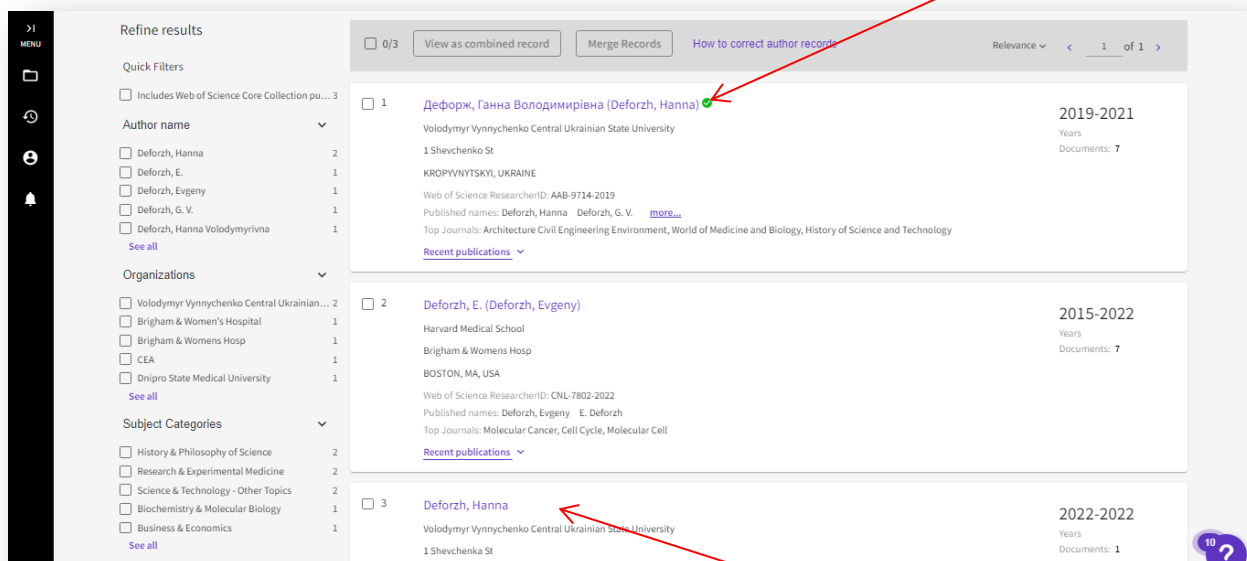 >I
MENU
Refine results
Quick Filters
Includes Web of Science Core Collection pu... 3
Author name
Deforzh, Hanna 2
Deforzh, E. 1
Deforzh, Evgeny 1
Deforzh, G. V. 1
Deforzh, Hanna Volodymyrivna 1
See all
Organizations
Volodymyr Vynnychenko Central Ukrainian... 2
Brigham & Women's Hospital 1
Brigham & Womens Hosp 1
CEA 1
Dnipro State Medical University 1
See all
Subject Categories
History & Philosophy of Science 2
Research & Experimental Medicine 2
Science & Technology - Other Topics 2
Biochemistry & Molecular Biology 1
Business & Economics 1
See all
0/3 View as combined record Merge Records How to correct author records Relevance < 1 of 1 >
1 Дефорж, Ганна Володимирівна (Deforzh, Hanna)
Volodymyr Vynnychenko Central Ukrainian State University
1 Shevchenko St
KROPYVNYTSKYI, UKRAINE
Web of Science ResearcherID: AAB-9714-2019
Published names: Deforzh, Hanna Deforzh, G. V. more...
Top Journals: Architecture Civil Engineering Environment, World of Medicine and Biology, History of Science and Technology
Recent publications
2019-2021
Years
Documents: 7
2 Deforzh, E. (Deforzh, Evgeny)
Harvard Medical School
Brigham & Womens Hosp
BOSTON, MA, USA
Web of Science ResearcherID: CNL-7802-2022
Published names: Deforzh, Evgeny E. Deforzh
Top Journals: Molecular Cancer, Cell Cycle, Molecular Cell
Recent publications
2015-2022
Years
Documents: 7
3 Deforzh, Hanna
Volodymyr Vynnychenko Central Ukrainian State University
1 Shevchenka St
2022-2022
Years
Documents: 1
10
?